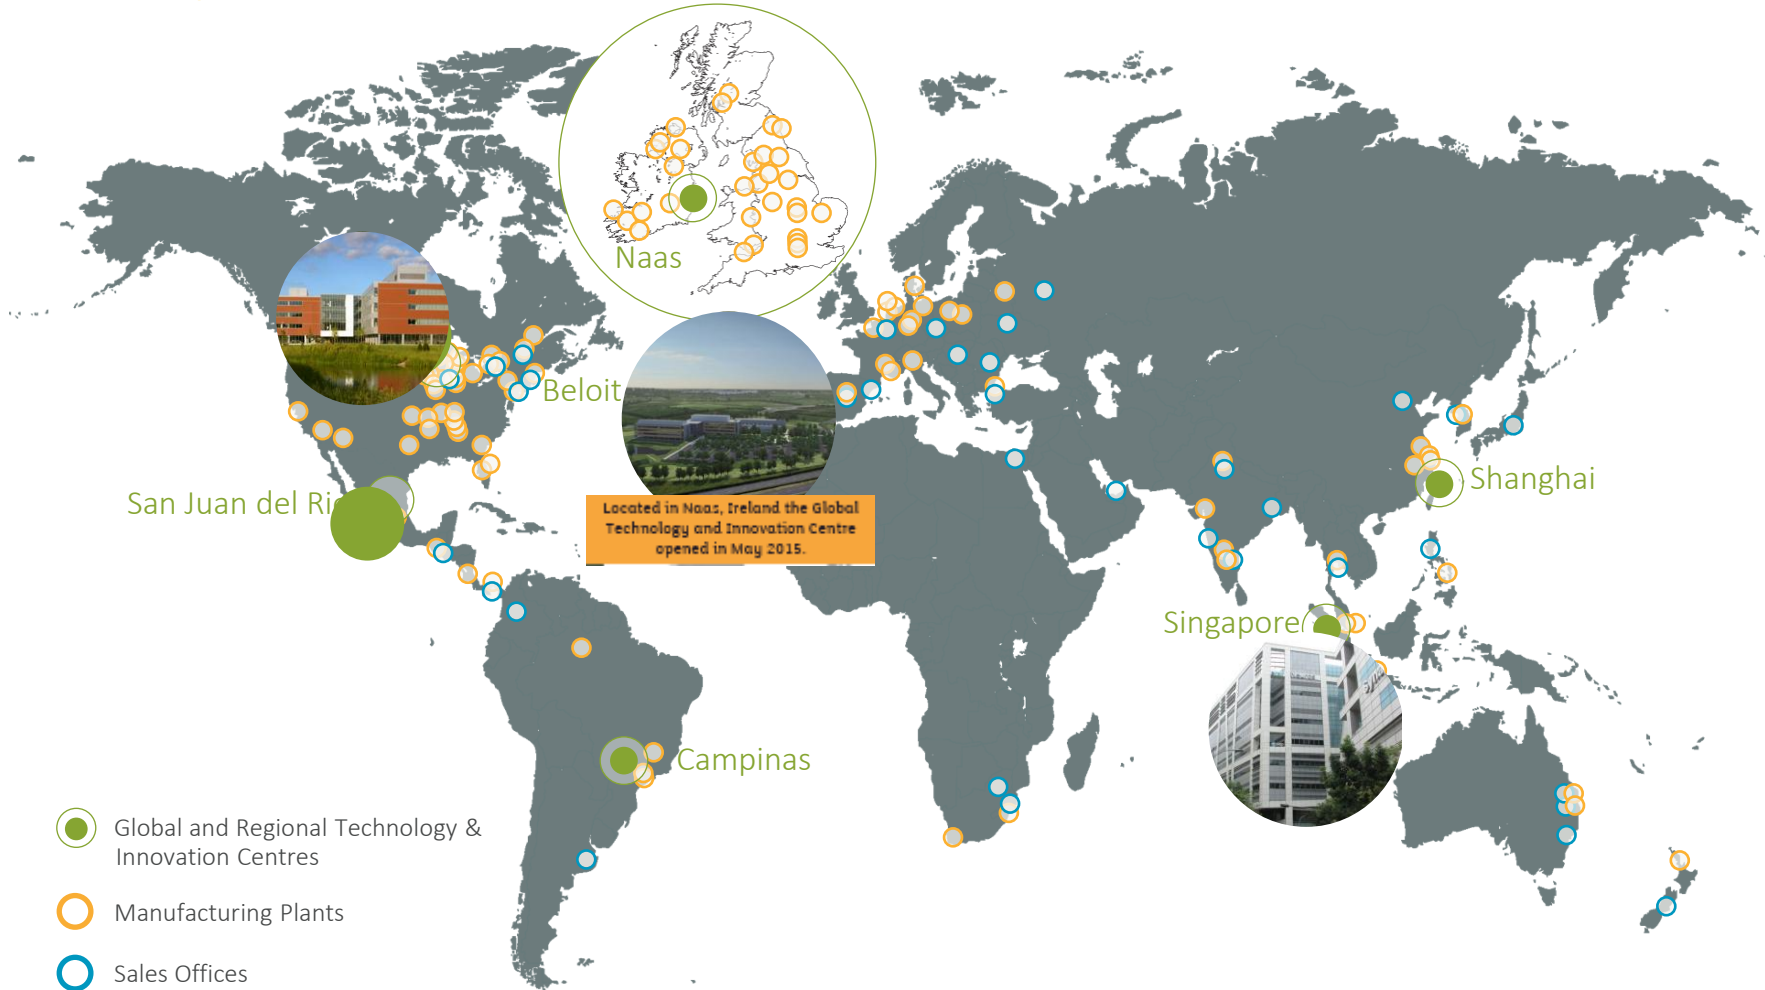 Naas
Beloit
San Juan del Ri
Located in Naas, Ireland the Global
Technology and Innovation Centre
opened in May 2015.
Shanghai
Singapore
Campinas
Global and Regional Technology &
Innovation Centres
Manufacturing Plants
Sales Offices